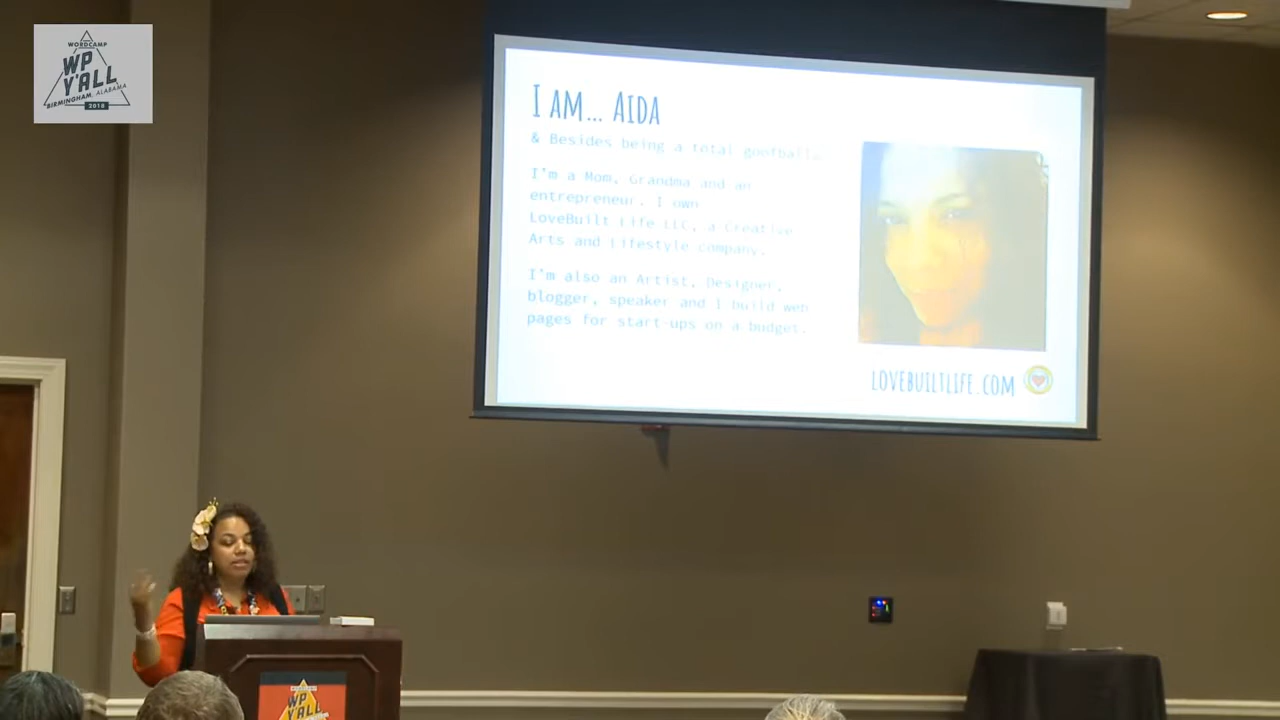 WORDCAMP
WP
Y'ALL
BIRMINGHAM, ALABAMA
2018
I AM... AIDA
& Besides being a total goofball…
I'm a Mom, Grandma and an
entrepreneur. I own
LoveBuilt Life LLC, a Creative
Arts and Lifestyle company.
I'm also an Artist, Designer,
blogger, speaker and I build web
pages for start-ups on a budget.
LOVEBUILTLIFE.COM
WP
Y'ALL